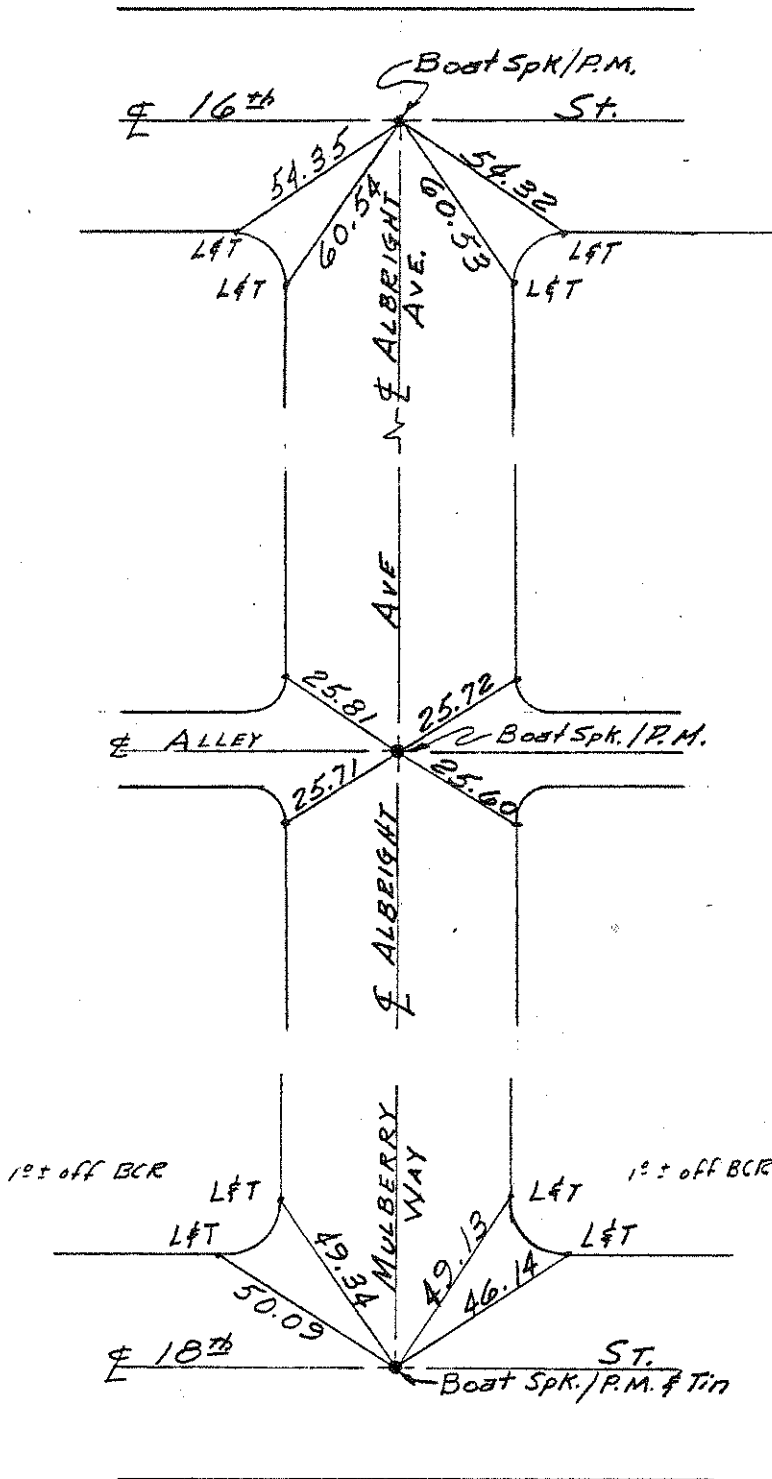 Boat Spk/P.M.
℄ 16th St.
54.35
60.54
60.53
54.32
L&T
L&T
L&T
L&T
℄ ALBRIGHT
AVE.
AVE
25.81
25.72
℄ ALLEY
Boat Spk./P.M.
25.71
25.60
℄ ALBRIGHT
MULBERRY
WAY
1º ± off BCR
1º ± off BCR
L&T
L&T
L&T
L&T
49.34
49.13
50.09
46.14
℄ 18th St.
Boat Spk./P.M. & Tin